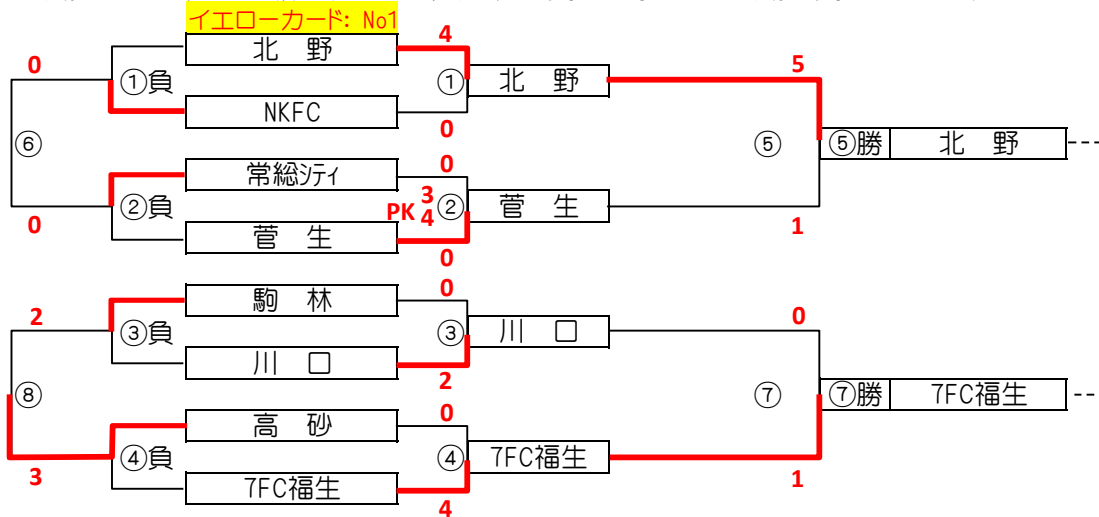 イエローカード: No1
北 野
4
0
①負
①
北 野
5
NKFC
0
⑥
⑤
⑤勝
北 野
常総シティ
0
②負
PK 3
4
②
菅 生
0
菅 生
1
0
駒 林
0
2
③負
③
川 口
0
川 口
2
⑧
⑦
⑦勝
7FC福生
高 砂
0
④負
④
7FC福生
3
7FC福生
1
4